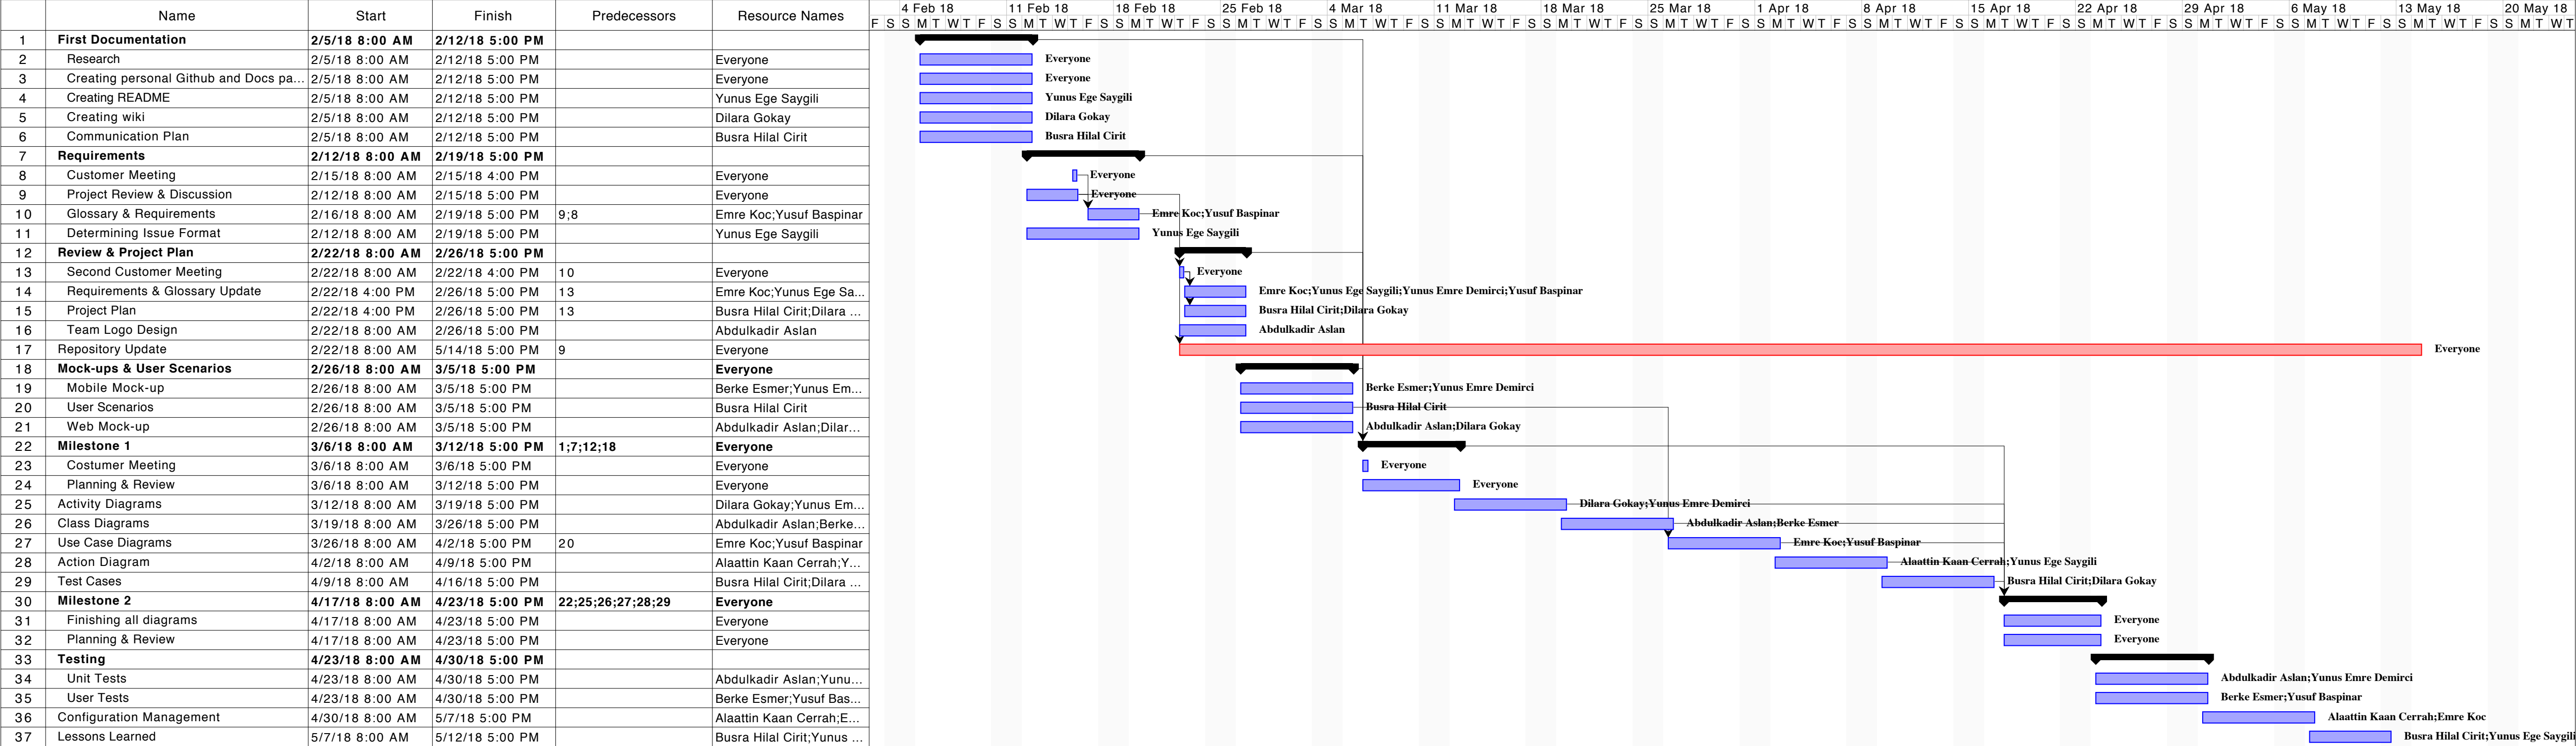 Name Start Finish Predecessors Resource Names 4 Feb 18 11 Feb 18 18 Feb 18 25 Feb 18 4 Mar 18 11 Mar 18 18 Mar 18 25 Mar 18 1 Apr 18 8 Apr 18 15 Apr 18 22 Apr 18 29 Apr 18 6 May 18 13 May 18 20 May 18
F S S M T W T F S S M T W T F S S M T W T F S S M T W T F S S M T W T F S S M T W T F S S M T W T F S S M T W T F S S M T W T F S S M T W T F S S M T W T F S S M T W T F S S M T W T F S S M T W T F S S M T W T F S S M T W T
1 First Documentation 2/5/18 8:00 AM 2/12/18 5:00 PM
2 Research 2/5/18 8:00 AM 2/12/18 5:00 PM Everyone Everyone
3 Creating personal Github and Docs pa... 2/5/18 8:00 AM 2/12/18 5:00 PM Everyone Everyone
4 Creating README 2/5/18 8:00 AM 2/12/18 5:00 PM Yunus Ege Saygili Yunus Ege Saygili
5 Creating wiki 2/5/18 8:00 AM 2/12/18 5:00 PM Dilara Gokay Dilara Gokay
6 Communication Plan 2/5/18 8:00 AM 2/12/18 5:00 PM Busra Hilal Cirit Busra Hilal Cirit
7 Requirements 2/12/18 8:00 AM 2/19/18 5:00 PM
8 Customer Meeting 2/15/18 8:00 AM 2/15/18 4:00 PM Everyone Everyone
9 Project Review & Discussion 2/12/18 8:00 AM 2/15/18 5:00 PM Everyone Everyone
10 Glossary & Requirements 2/16/18 8:00 AM 2/19/18 5:00 PM 9;8 Emre Koc;Yusuf Baspinar Emre Koc;Yusuf Baspinar
11 Determining Issue Format 2/12/18 8:00 AM 2/19/18 5:00 PM Yunus Ege Saygili Yunus Ege Saygili
12 Review & Project Plan 2/22/18 8:00 AM 2/26/18 5:00 PM
13 Second Customer Meeting 2/22/18 8:00 AM 2/22/18 4:00 PM 10 Everyone Everyone
14 Requirements & Glossary Update 2/22/18 4:00 PM 2/26/18 5:00 PM 13 Emre Koc;Yunus Ege Sa... Emre Koc;Yunus Ege Saygili;Yunus Emre Demirci;Yusuf Baspinar
15 Project Plan 2/22/18 4:00 PM 2/26/18 5:00 PM 13 Busra Hilal Cirit;Dilara ... Busra Hilal Cirit;Dilara Gokay
16 Team Logo Design 2/22/18 8:00 AM 2/26/18 5:00 PM Abdulkadir Aslan Abdulkadir Aslan
17 Repository Update 2/22/18 8:00 AM 5/14/18 5:00 PM 9 Everyone Everyone
18 Mock-ups & User Scenarios 2/26/18 8:00 AM 3/5/18 5:00 PM Everyone
19 Mobile Mock-up 2/26/18 8:00 AM 3/5/18 5:00 PM Berke Esmer;Yunus Em... Berke Esmer;Yunus Emre Demirci
20 User Scenarios 2/26/18 8:00 AM 3/5/18 5:00 PM Busra Hilal Cirit Busra Hilal Cirit
21 Web Mock-up 2/26/18 8:00 AM 3/5/18 5:00 PM Abdulkadir Aslan;Dilar... Abdulkadir Aslan;Dilara Gokay
22 Milestone 1 3/6/18 8:00 AM 3/12/18 5:00 PM 1;7;12;18 Everyone
23 Costumer Meeting 3/6/18 8:00 AM 3/6/18 5:00 PM Everyone Everyone
24 Planning & Review 3/6/18 8:00 AM 3/12/18 5:00 PM Everyone Everyone
25 Activity Diagrams 3/12/18 8:00 AM 3/19/18 5:00 PM Dilara Gokay;Yunus Em... Dilara Gokay;Yunus Emre Demirci
26 Class Diagrams 3/19/18 8:00 AM 3/26/18 5:00 PM Abdulkadir Aslan;Berke... Abdulkadir Aslan;Berke Esmer
27 Use Case Diagrams 3/26/18 8:00 AM 4/2/18 5:00 PM 20 Emre Koc;Yusuf Baspinar Emre Koc;Yusuf Baspinar
28 Action Diagram 4/2/18 8:00 AM 4/9/18 5:00 PM Alaattin Kaan Cerrah;Y... Alaattin Kaan Cerrah;Yunus Ege Saygili
29 Test Cases 4/9/18 8:00 AM 4/16/18 5:00 PM Busra Hilal Cirit;Dilara ... Busra Hilal Cirit;Dilara Gokay
30 Milestone 2 4/17/18 8:00 AM 4/23/18 5:00 PM 22;25;26;27;28;29 Everyone
31 Finishing all diagrams 4/17/18 8:00 AM 4/23/18 5:00 PM Everyone Everyone
32 Planning & Review 4/17/18 8:00 AM 4/23/18 5:00 PM Everyone Everyone
33 Testing 4/23/18 8:00 AM 4/30/18 5:00 PM
34 Unit Tests 4/23/18 8:00 AM 4/30/18 5:00 PM Abdulkadir Aslan;Yunu... Abdulkadir Aslan;Yunus Emre Demirci
35 User Tests 4/23/18 8:00 AM 4/30/18 5:00 PM Berke Esmer;Yusuf Bas... Berke Esmer;Yusuf Baspinar
36 Configuration Management 4/30/18 8:00 AM 5/7/18 5:00 PM Alaattin Kaan Cerrah;E... Alaattin Kaan Cerrah;Emre Koc
37 Lessons Learned 5/7/18 8:00 AM 5/12/18 5:00 PM Busra Hilal Cirit;Yunus ... Busra Hilal Cirit;Yunus Ege Saygil